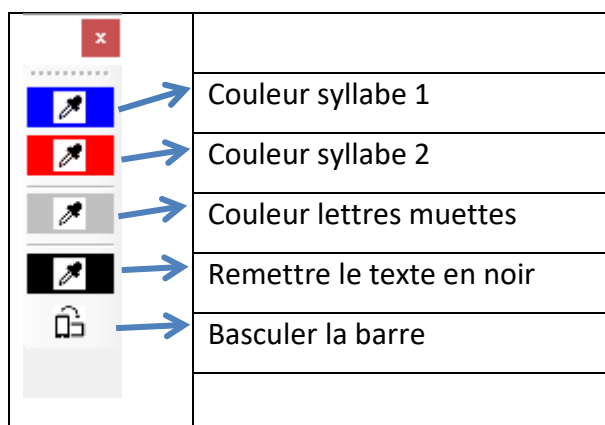 x
Couleur syllabe 1
Couleur syllabe 2
Couleur lettres muettes
Remettre le texte en noir
Basculer la barre